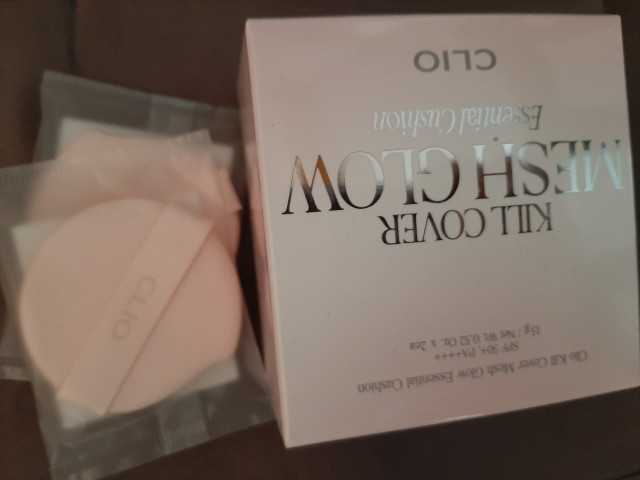 Clio Kill Cover Mesh Glow Essential Cushion
SPF 50+, PA++++
15g / Net Wt. 0.52 Oz. x 2ea
KILL COVER
MESH GLOW
Essential Cushion
CLIO
CLIO